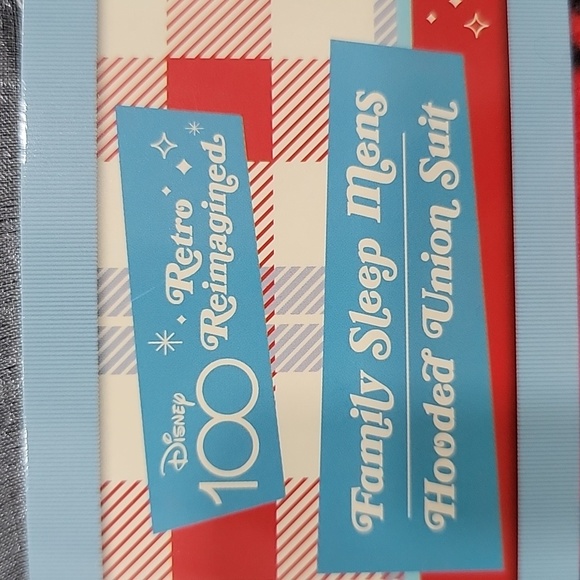 Disney
100
Retro
Reimagined
Family Sleep Mens
Hooded Union Suit